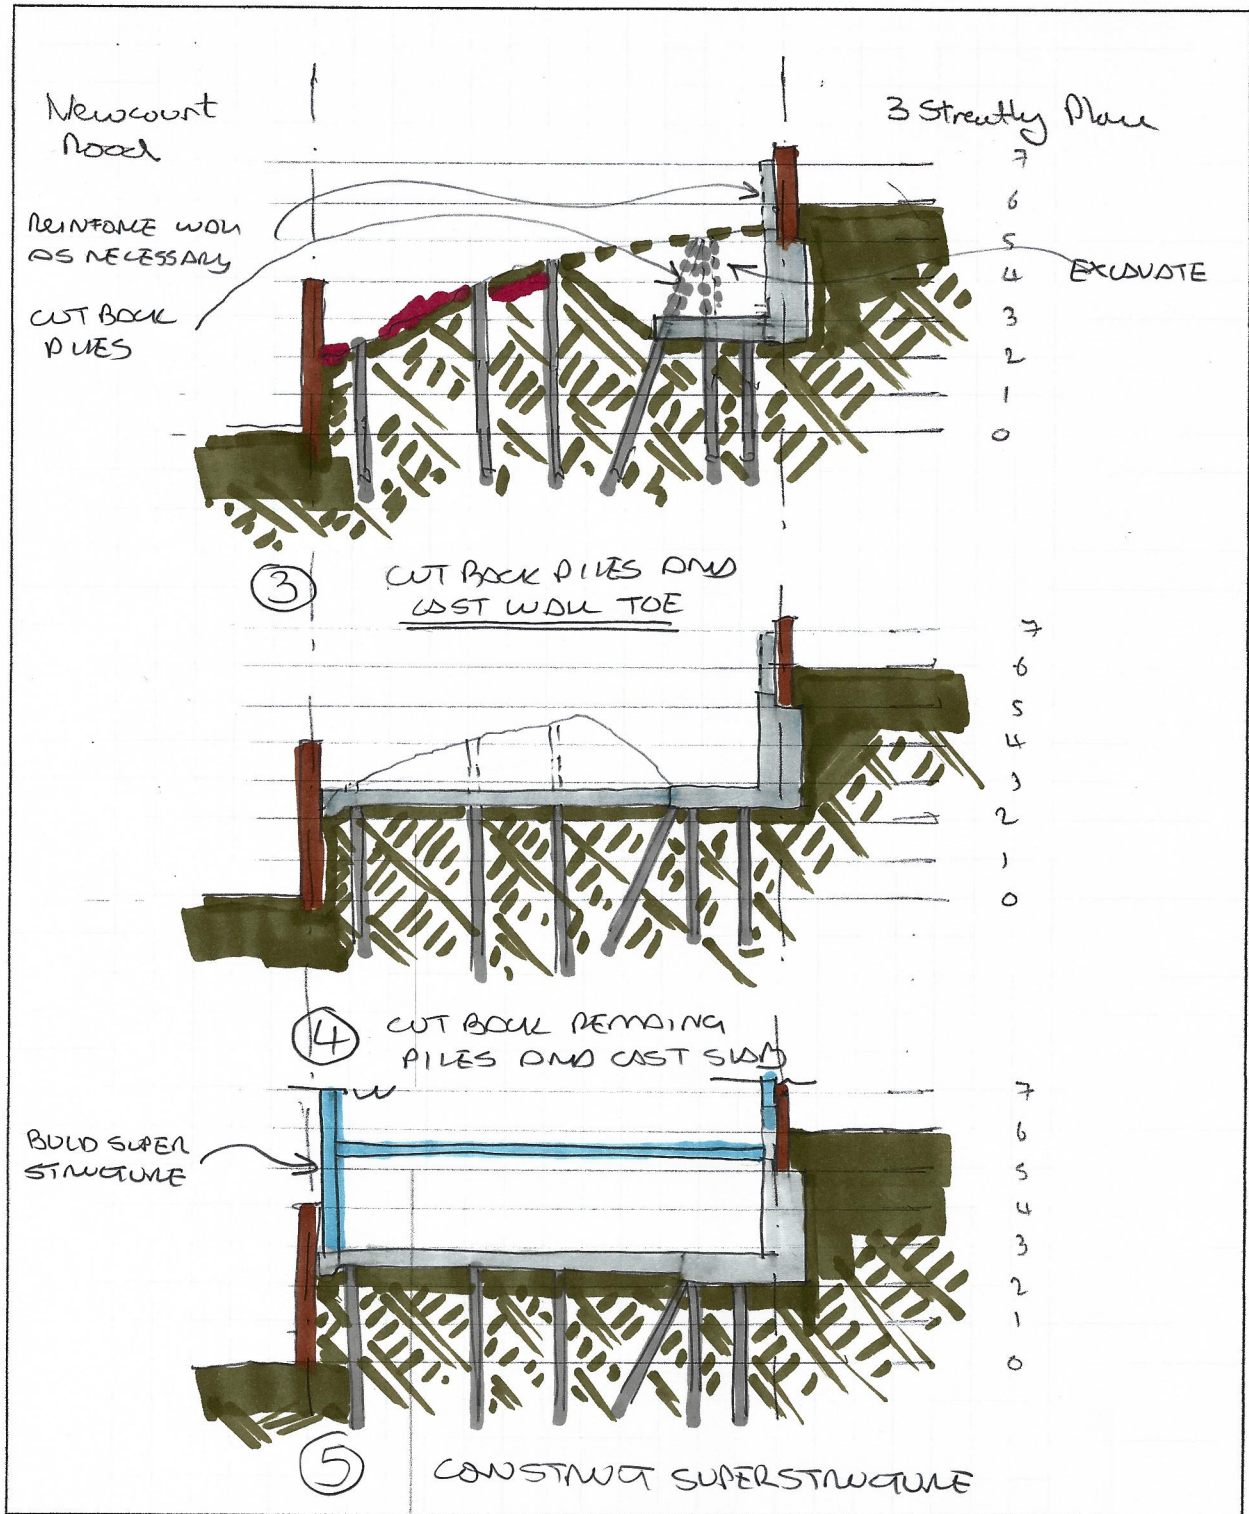 Newcourt
Road
3 Streatly Place
7
6
5
4
3
2
1
0
REINFORCE WALL
AS NECESSARY
CUT BACK
PILES
EXCAVATE
3 CUT BACK PILES AND
CAST WALL TOE
7
6
5
4
3
2
1
0
4 CUT BACK REMAING
PILES AND CAST SLAB
7
6
5
4
3
2
1
0
BUILD SUPER
STRUCTURE
5 CONSTRUCT SUPERSTRUCTURE